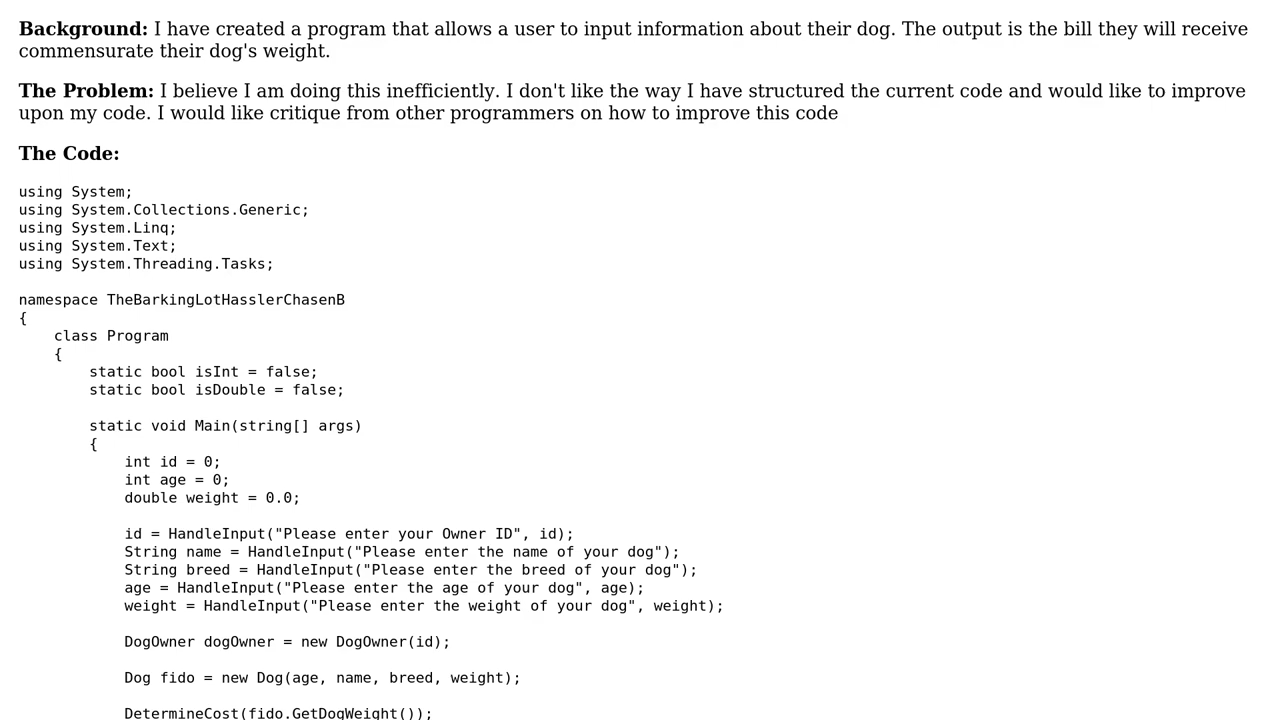 Background: I have created a program that allows a user to input information about their dog. The output is the bill they will receive
commensurate their dog's weight.
The Problem: I believe I am doing this inefficiently. I don't like the way I have structured the current code and would like to improve
upon my code. I would like critique from other programmers on how to improve this code
The Code:
using System;
using System.Collections.Generic;
using System.Linq;
using System.Text;
using System.Threading.Tasks;
namespace TheBarkingLotHasslerChasenB
{
    class Program
    {
        static bool isInt = false;
        static bool isDouble = false;
        static void Main(string[] args)
        {
            int id = 0;
            int age = 0;
            double weight = 0.0;
            id = HandleInput("Please enter your Owner ID", id);
            String name = HandleInput("Please enter the name of your dog");
            String breed = HandleInput("Please enter the breed of your dog");
            age = HandleInput("Please enter the age of your dog", age);
            weight = HandleInput("Please enter the weight of your dog", weight);
            DogOwner dogOwner = new DogOwner(id);
            Dog fido = new Dog(age, name, breed, weight);
            DetermineCost(fido.GetDogWeight());